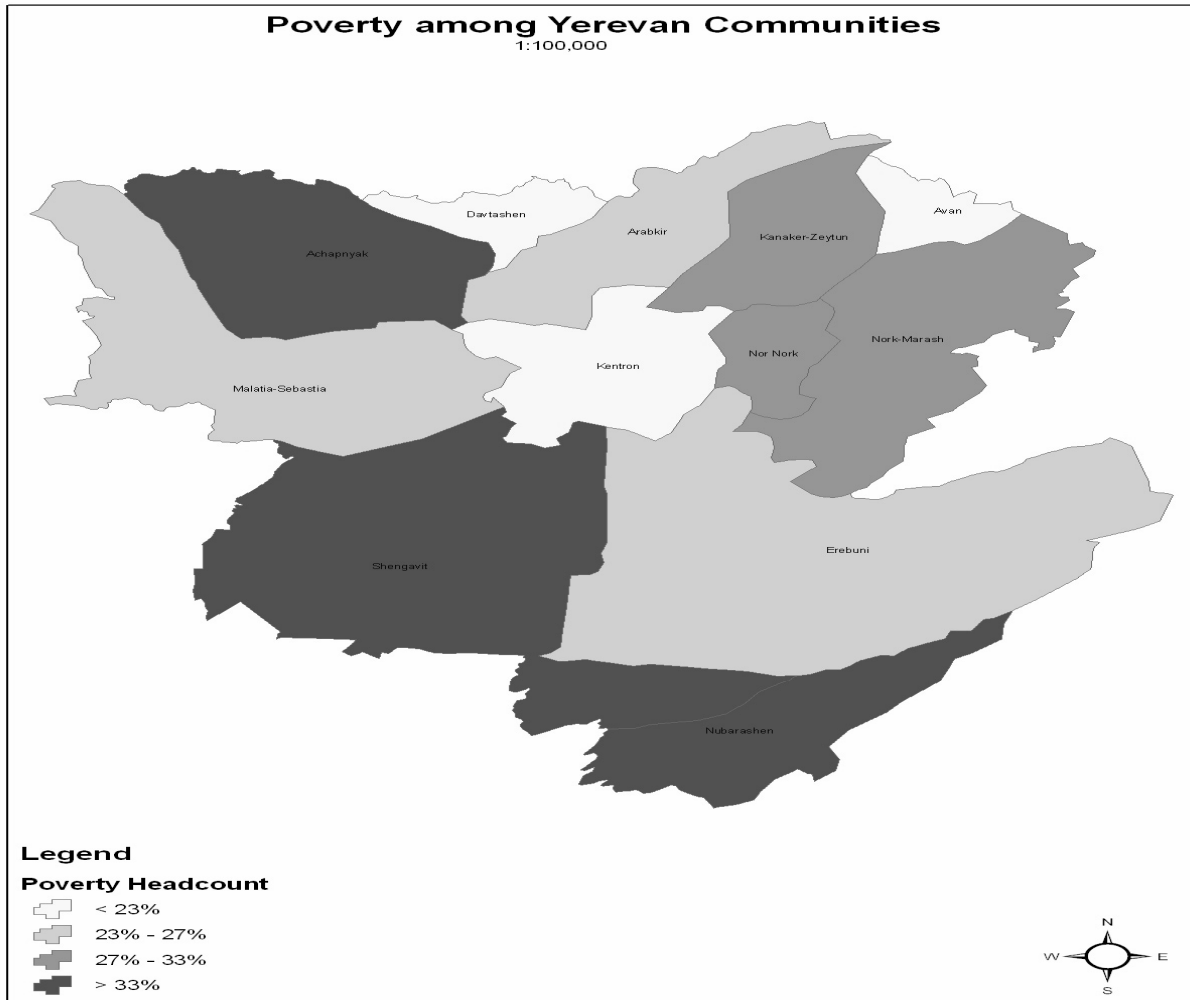 Poverty among Yerevan Communities
1:100,000
Davtashen
Avan
Arabkir
Kanaker-Zeytun
Achapnyak
Nork-Marash
Nor Nork
Kentron
Malatia-Sebastia
Erebuni
Shengavit
Nubarashen
Legend
Poverty Headcount
< 23%
23% - 27%
27% - 33%
> 33%
N
W E
S